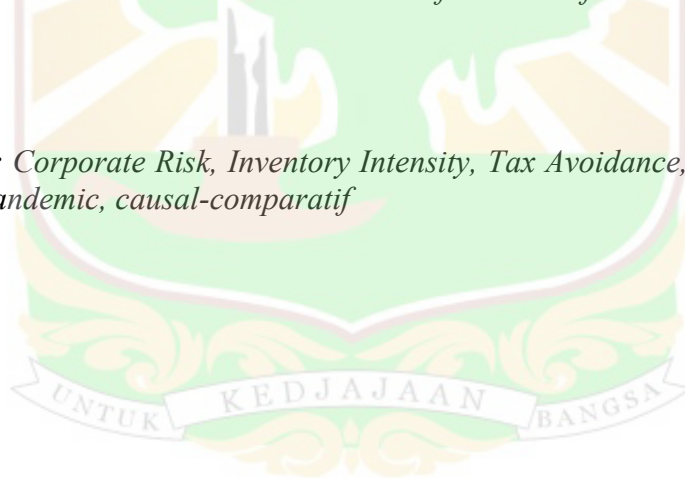 : Corporate Risk, Inventory Intensity, Tax Avoidance,
andemic, causal-comparatif
UNTUK KEDJAJAAN BANGSA